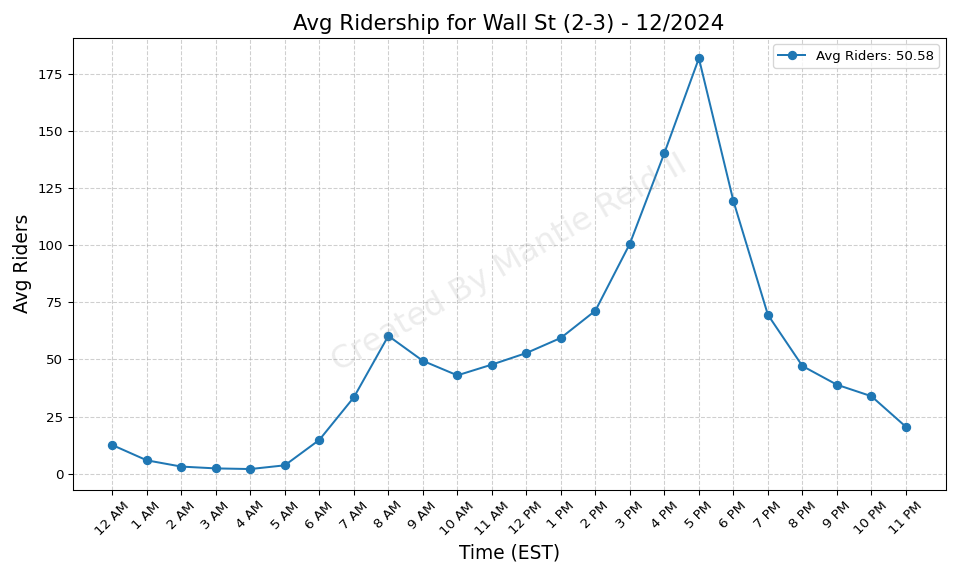 Avg Ridership for Wall St (2-3) - 12/2024
Avg Riders: 50.58
Avg Riders
175
150
125
100
75
50
25
0
Created By Mantie Reid II
12 AM
1 AM
2 AM
3 AM
4 AM
5 AM
6 AM
7 AM
8 AM
9 AM
10 AM
11 AM
12 PM
1 PM
2 PM
3 PM
4 PM
5 PM
6 PM
7 PM
8 PM
9 PM
10 PM
11 PM
Time (EST)